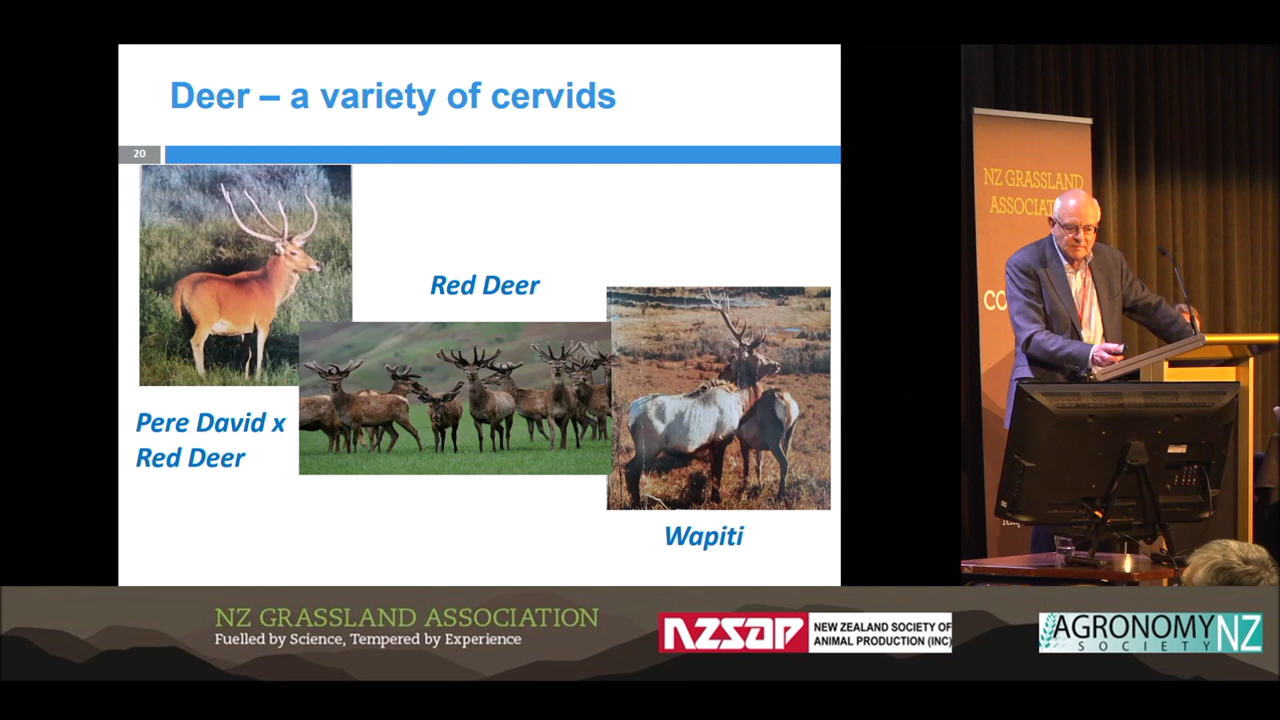 Deer – a variety of cervids
20
Red Deer
Pere David x
Red Deer
Wapiti
NZ GRASSLAND
CO
NZ GRASSLAND ASSOCIATION
Fuelled by Science, Tempered by Experience
NZSAP
NEW ZEALAND SOCIETY OF
ANIMAL PRODUCTION (INC)
AGRONOMY NZ
SOCIETY